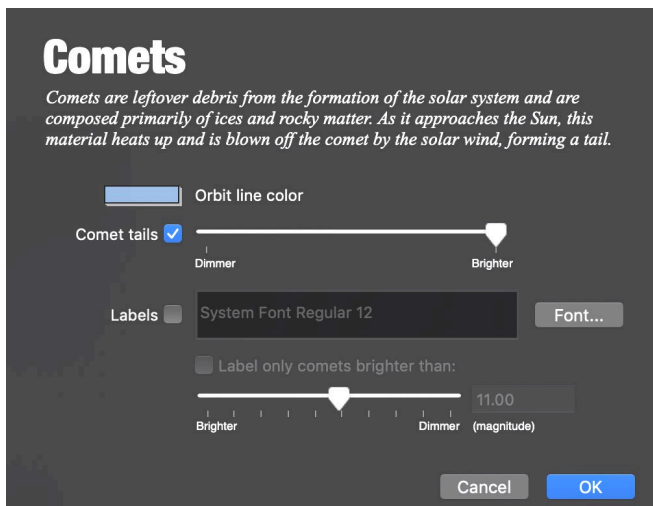 Comets
Comets are leftover debris from the formation of the solar system and are
composed primarily of ices and rocky matter. As it approaches the Sun, this
material heats up and is blown off the comet by the solar wind, forming a tail.
Orbit line color
Comet tails
Dimmer Brighter
Labels System Font Regular 12 Font...
Label only comets brighter than:
11.00
Brighter Dimmer (magnitude)
Cancel OK